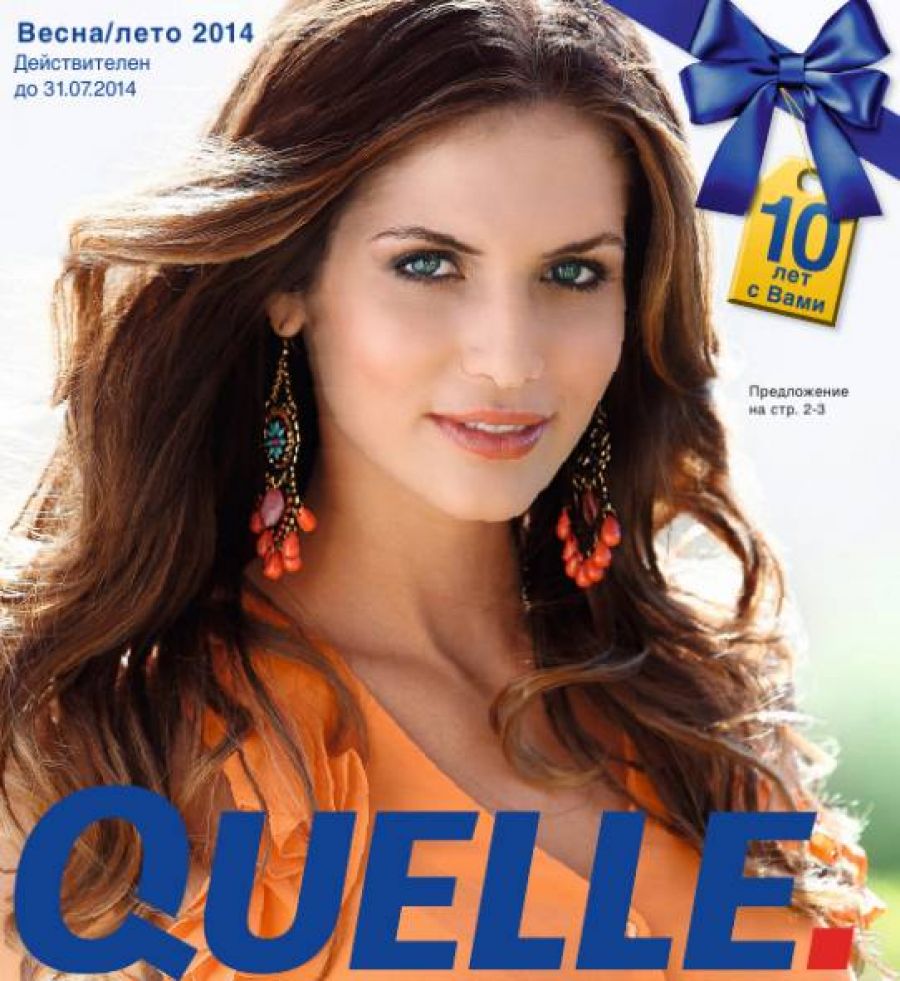 Весна/лето 2014
Действителен
до 31.07.2014
10
лет
с Вами
Предложение
на стр. 2-3
QUELLE.